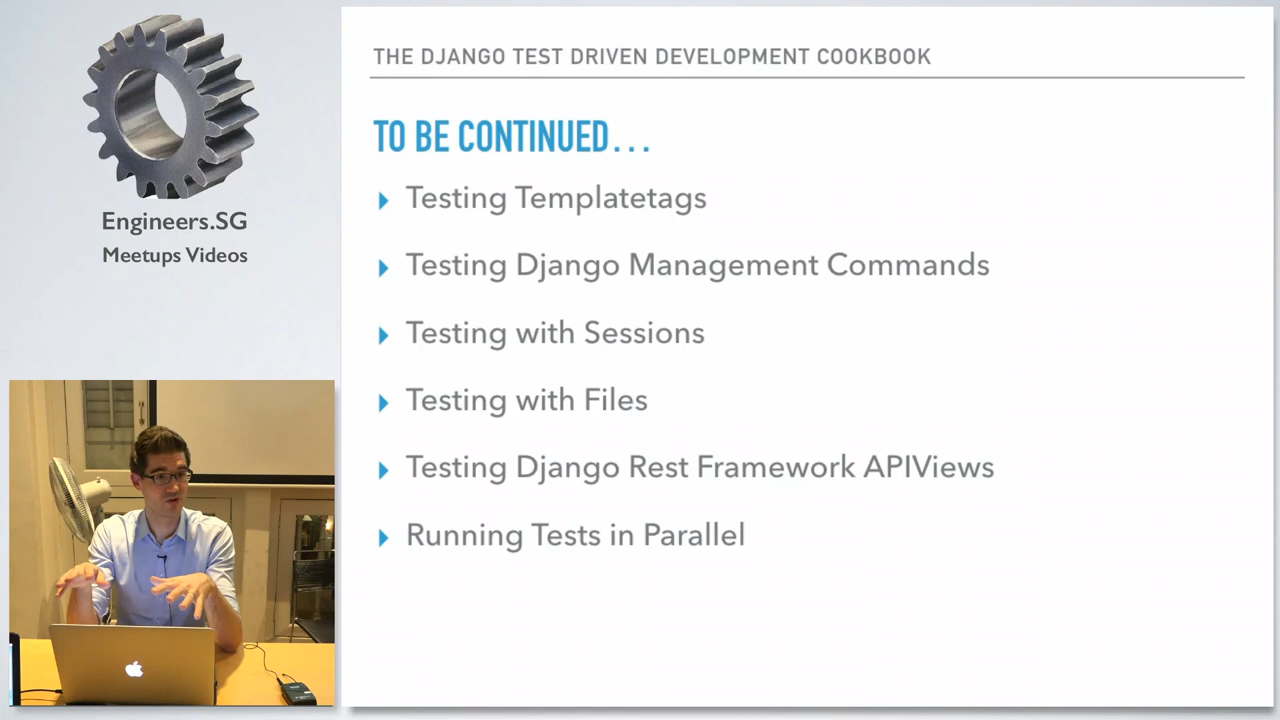 Engineers.SG
Meetups Videos
THE DJANGO TEST DRIVEN DEVELOPMENT COOKBOOK
TO BE CONTINUED...
Testing Templatetags
Testing Django Management Commands
Testing with Sessions
Testing with Files
Testing Django Rest Framework APIViews
Running Tests in Parallel